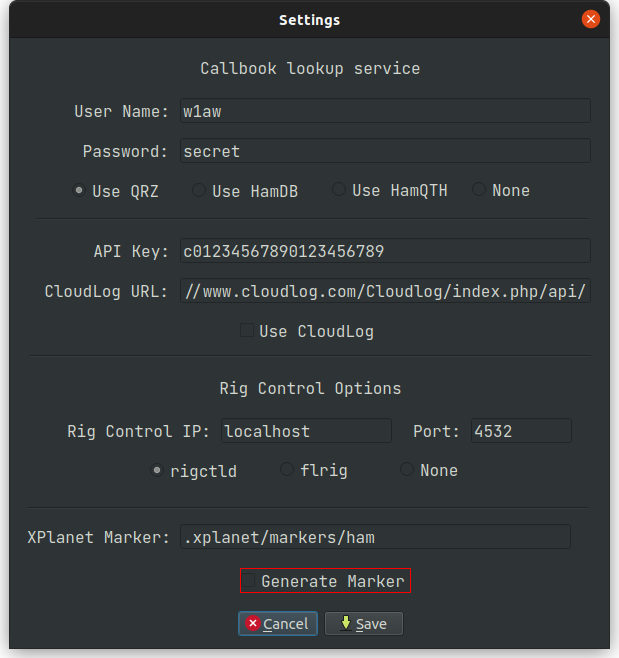 Settings
Callbook lookup service
User Name: w1aw
Password: secret
Use QRZ Use HamDB Use HamQTH None
API Key: c01234567890123456789
CloudLog URL: //www.cloudlog.com/Cloudlog/index.php/api/
Use CloudLog
Rig Control Options
Rig Control IP: localhost Port: 4532
rigctld flrig None
XPlanet Marker: .xplanet/markers/ham
Generate Marker
Cancel Save